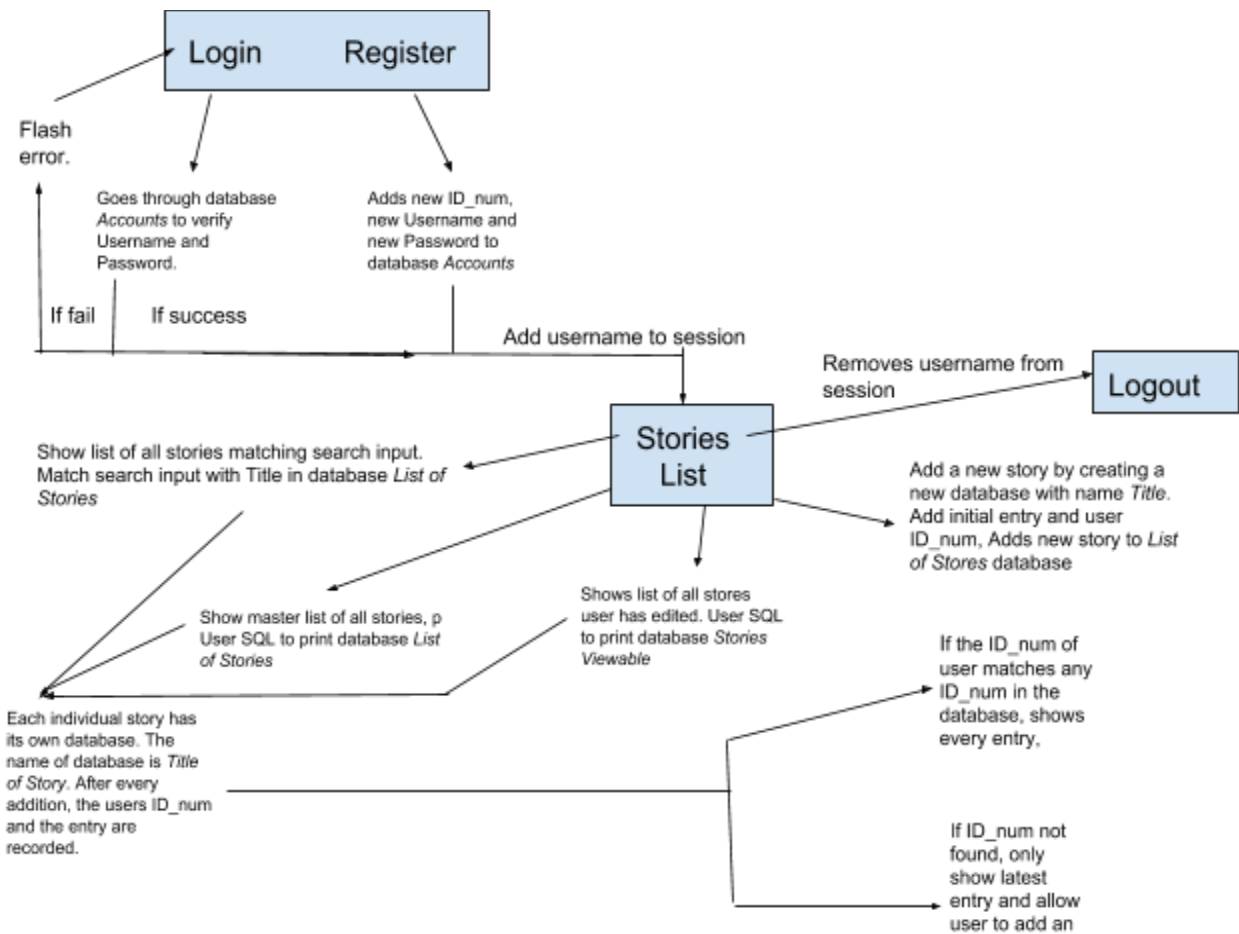 Login Register
Flash
error.
Goes through database
Accounts to verify
Username and
Password.
Adds new ID_num,
new Username and
new Password to
database Accounts
If fail
If success
Add username to session
Removes username from
session
Logout
Stories
List
Show list of all stories matching search input.
Match search input with Title in database List of
Stories
Add a new story by creating a
new database with name Title.
Add initial entry and user
ID_num, Adds new story to List
of Stores database
Show master list of all stories, p
User SQL to print database List
of Stories
Shows list of all stores
user has edited. User SQL
to print database Stories
Viewable
If the ID_num of
user matches any
ID_num in the
database, shows
every entry,
Each individual story has
its own database. The
name of database is Title
of Story. After every
addition, the users ID_num
and the entry are
recorded.
If ID_num not
found, only
show latest
entry and allow
user to add an